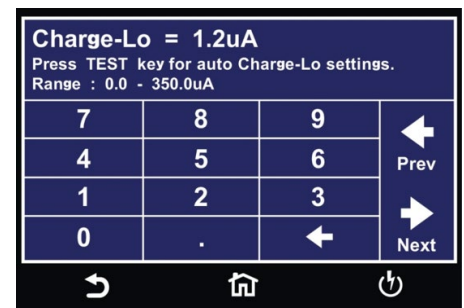 Charge-Lo = 1.2uA
Press TEST key for auto Charge-Lo settings.
Range : 0.0 - 350.0uA
7 8 9
4 5 6
Prev
1 2 3
0 .
Next